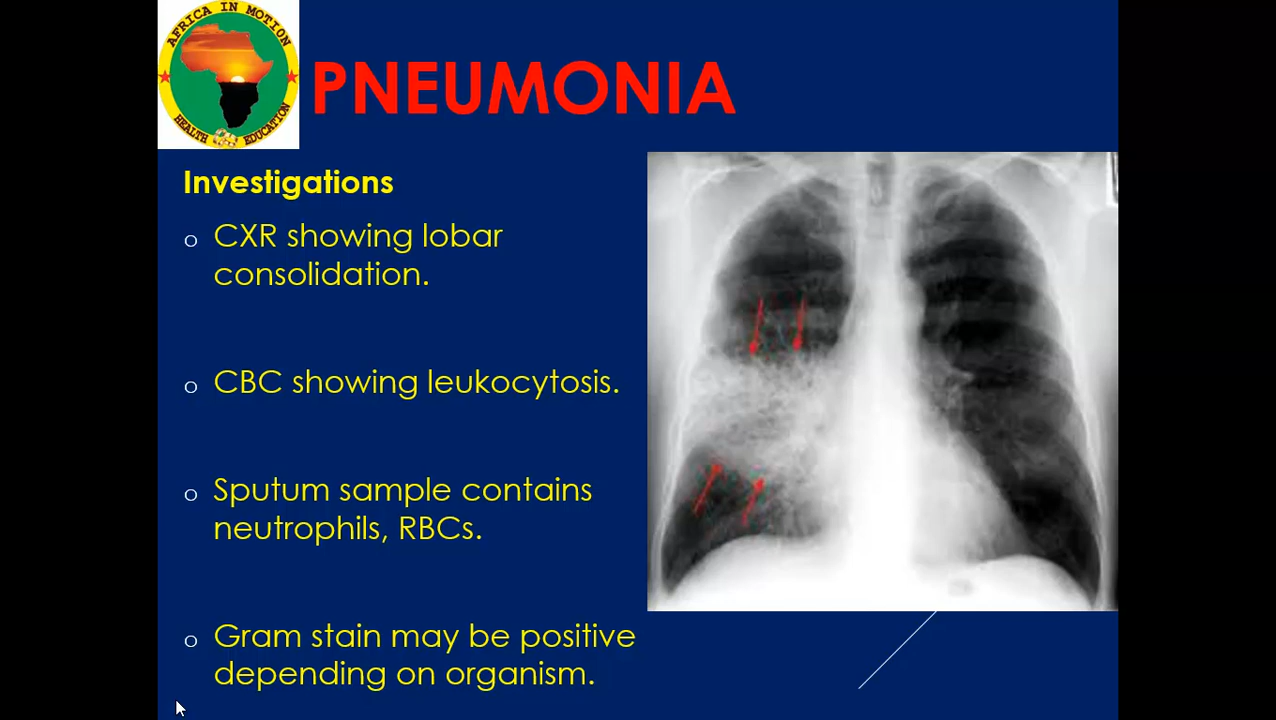 AFRICA IN MOTION
HEALTH EDUCATION
PNEUMONIA
Investigations
o CXR showing lobar
consolidation.
o CBC showing leukocytosis.
o Sputum sample contains
neutrophils, RBCs.
o Gram stain may be positive
depending on organism.